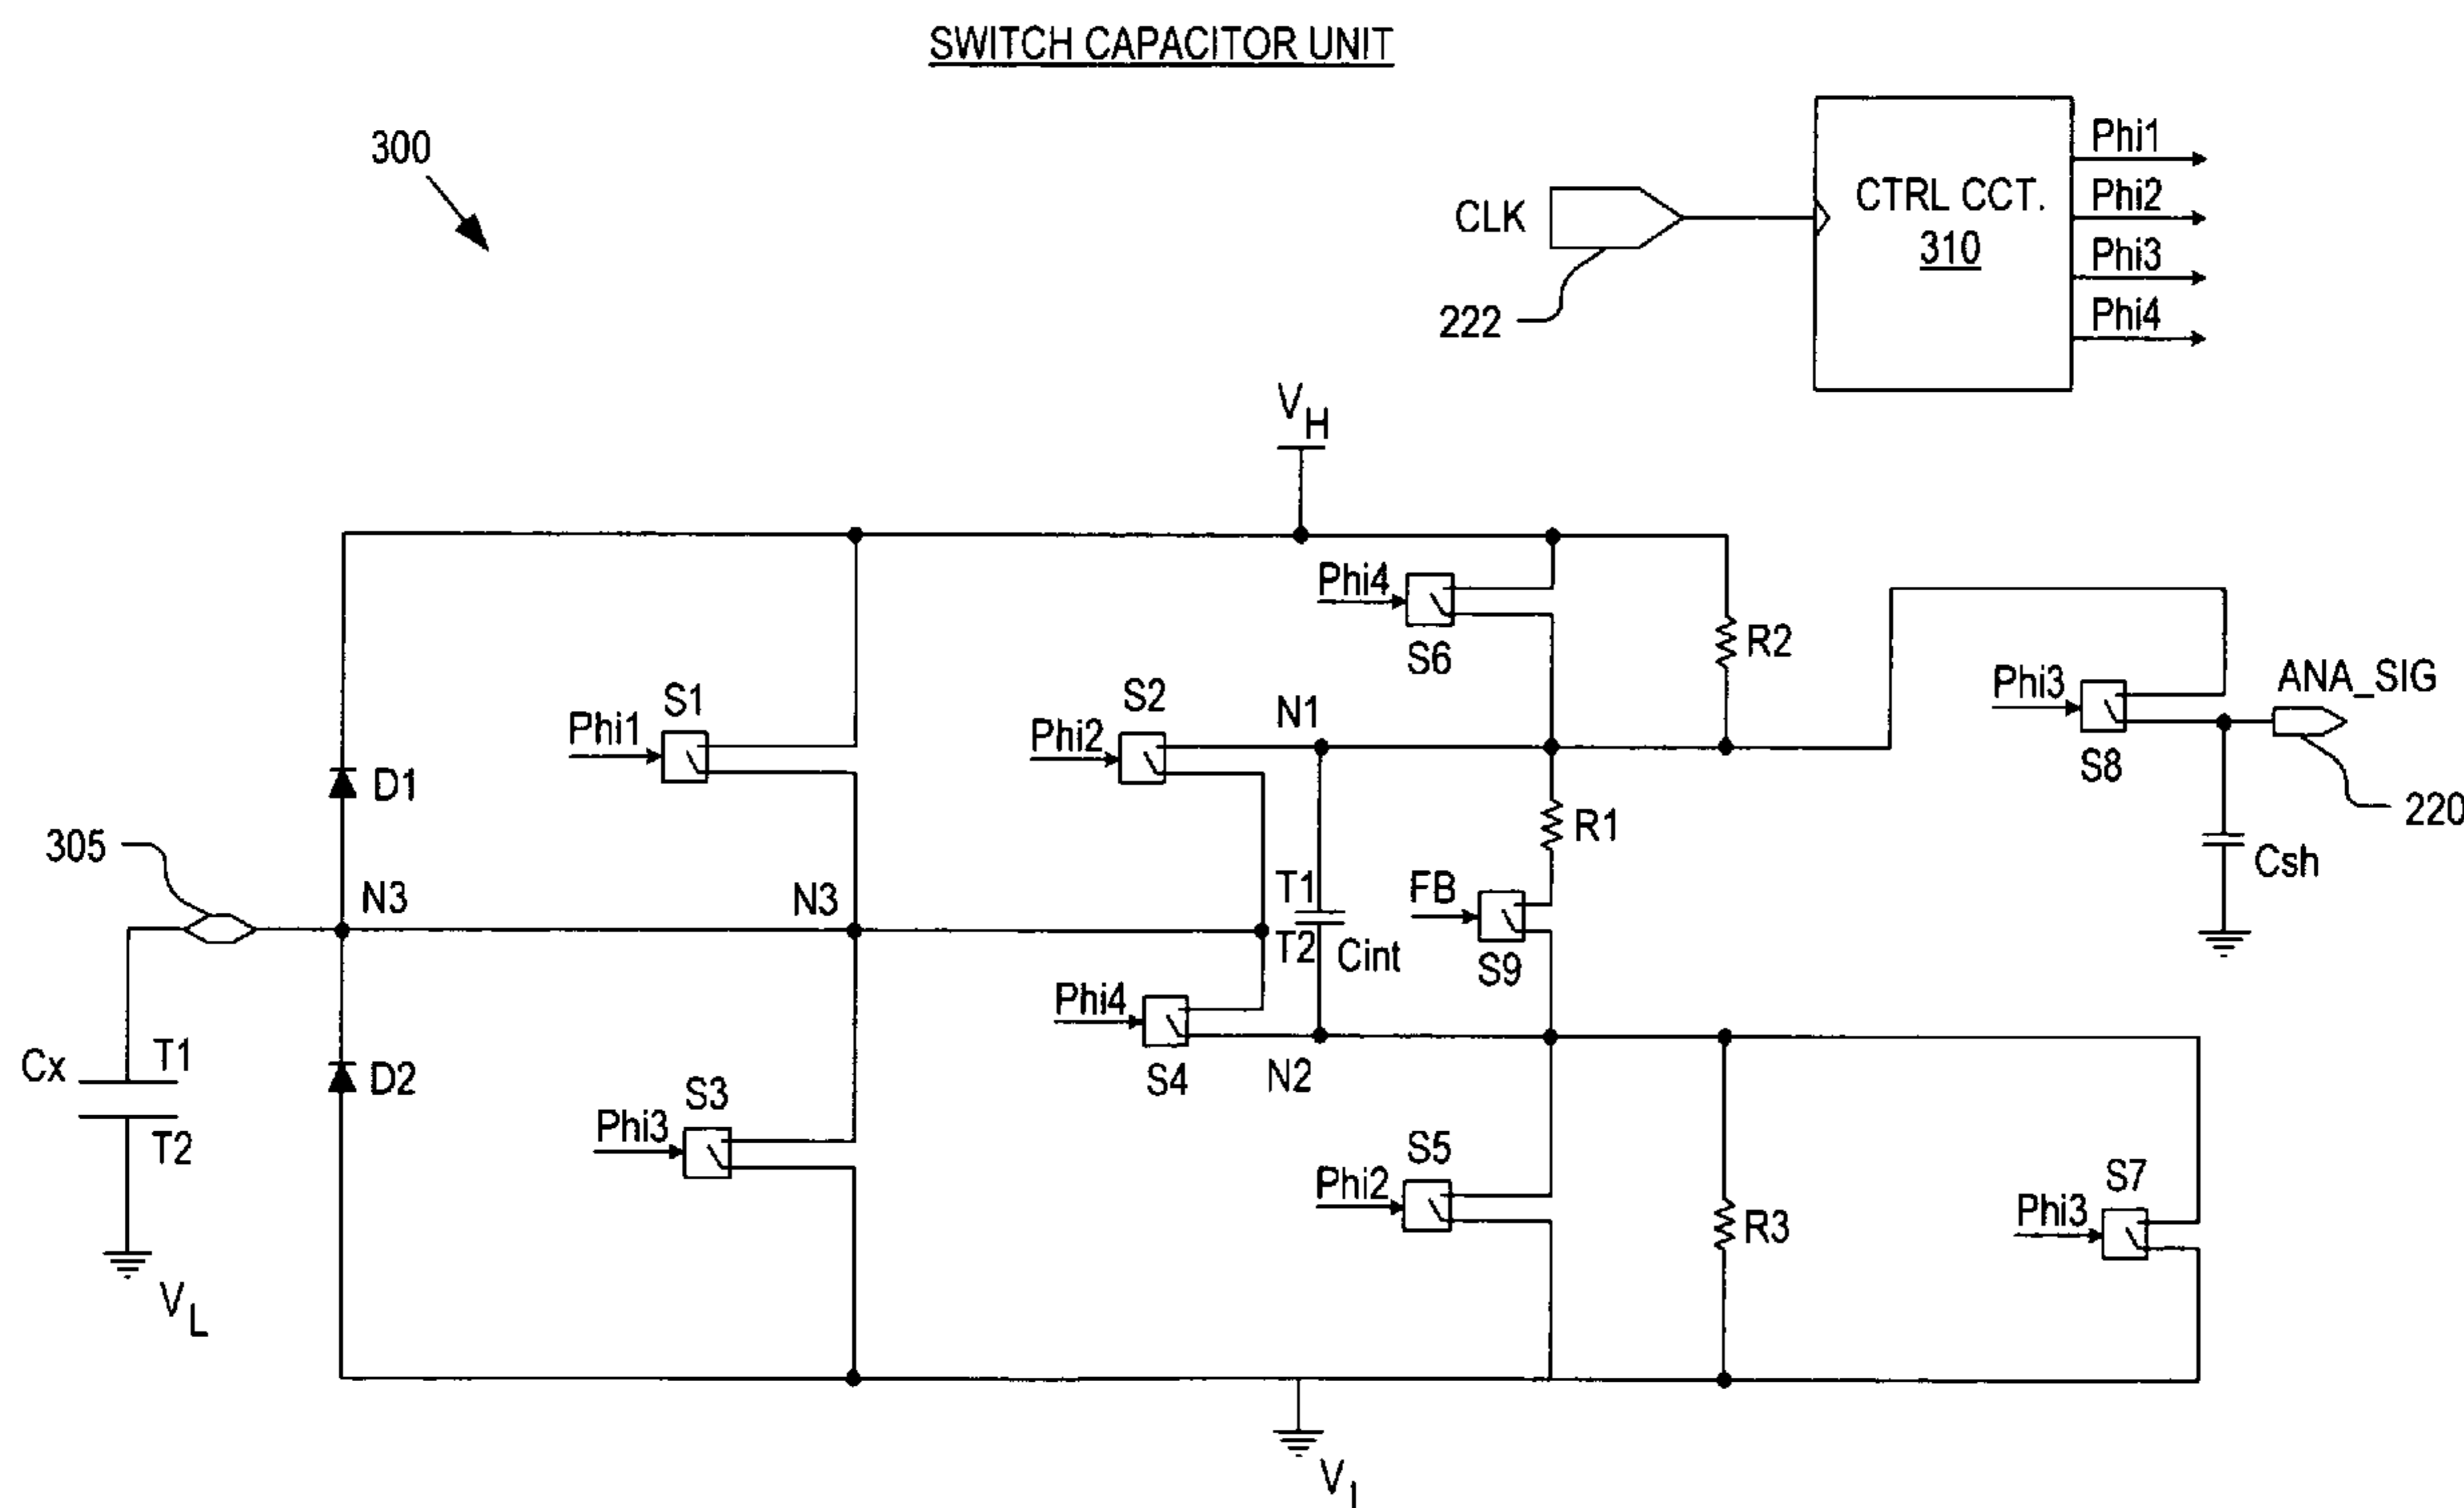 SWITCH CAPACITOR UNIT
300
CLK
222
CTRL CCT.
310
Phi1
Phi2
Phi3
Phi4
VH
Phi4
S6
R2
Phi1
S1
Phi2
S2
N1
Phi3
S8
ANA_SIG
220
Csh
D1
305
N3
N3
R1
T1
T2
Cint
FB
S9
Phi4
S4
N2
Cx
T1
T2
VL
D2
Phi3
S3
Phi2
S5
R3
Phi3
S7